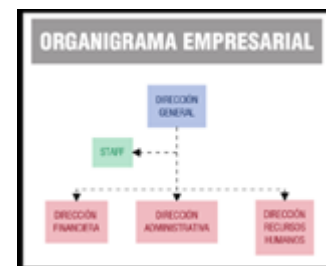 ORGANIGRAMA EMPRESARIAL
DIRECCIÓN
GENERAL
STAFF
DIRECCIÓN
FINANCIERA
DIRECCIÓN
ADMINISTRATIVA
DIRECCIÓN
RECURSOS
HUMANOS